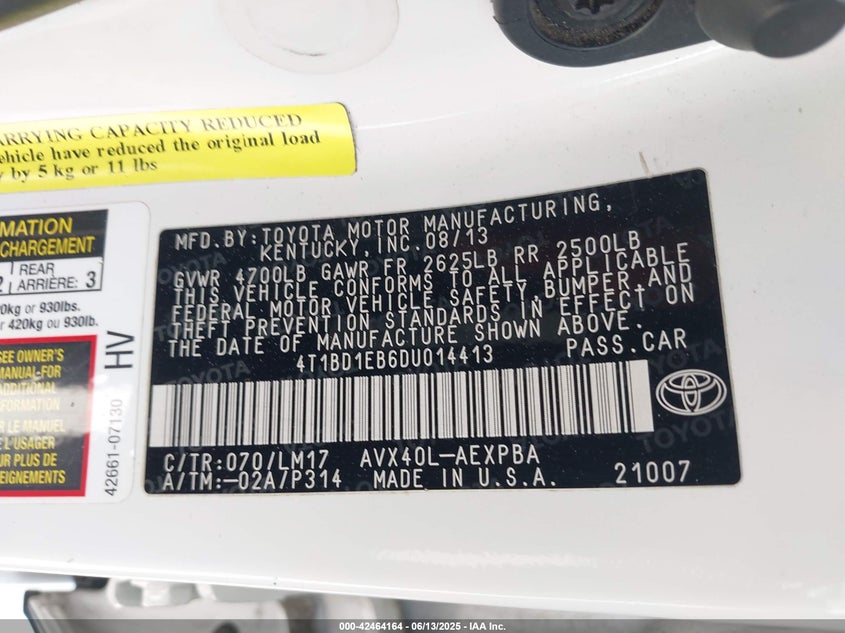 ARRYING CAPACITY REDUCED
ehicle have reduced the original load
y by 5 kg or 11 lbs
MATION
CHARGEMENT
2
REAR
ARRIÈRE: 3
0kg or 930lbs.
r 420kg ou 930lb.
SEE OWNER'S
MANUAL-FOR
ADDITIONAL
NFORMATION
R LE MANUEL
L'USAGER
UR PLUS DE
EIGNEMENTS
HV
42661-07130
MFD.BY:TOYOTA MOTOR MANUFACTURING,
KENTUCKY, INC. 08/13
GVWR 4700LB GAWR FR 2625LB RR 2500LB
THIS VEHICLE CONFORMS TO ALL APPLICABLE
FEDERAL MOTOR VEHICLE SAFETY,BUMPER,AND
THEFT PREVENTION STANDARDS IN EFFECT ON
THE DATE OF MANUFACTURE SHOWN ABOVE.
4T1BD1EB6DU014413 PASS.CAR
C/TR:070/LM17 AVX40L-AEXPBA
A/TM:-02A/P314 MADE IN U.S.A. 21007
000-42464164 - 06/13/2025 - IAA Inc.